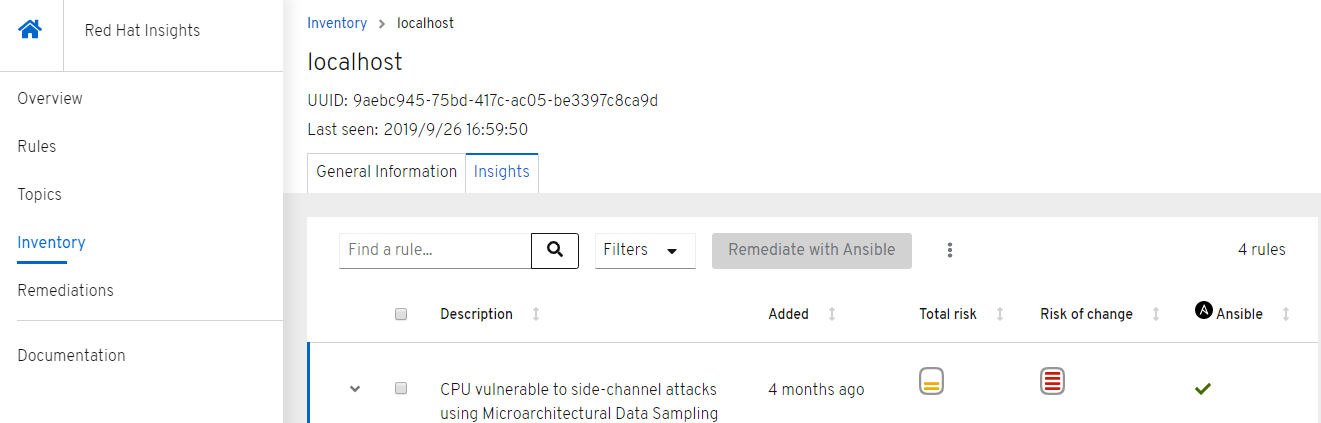 Red Hat Insights
Overview
Rules
Topics
Inventory
Remediations
Documentation
Inventory > localhost
localhost
UUID: 9aebc945-75bd-417c-ac05-be3397c8ca9d
Last seen: 2019/9/26 16:59:50
General Information Insights
Find a rule... Filters Remediate with Ansible 4 rules
Description Added Total risk Risk of change A Ansible
CPU vulnerable to side-channel attacks 4 months ago
using Microarchitectural Data Sampling